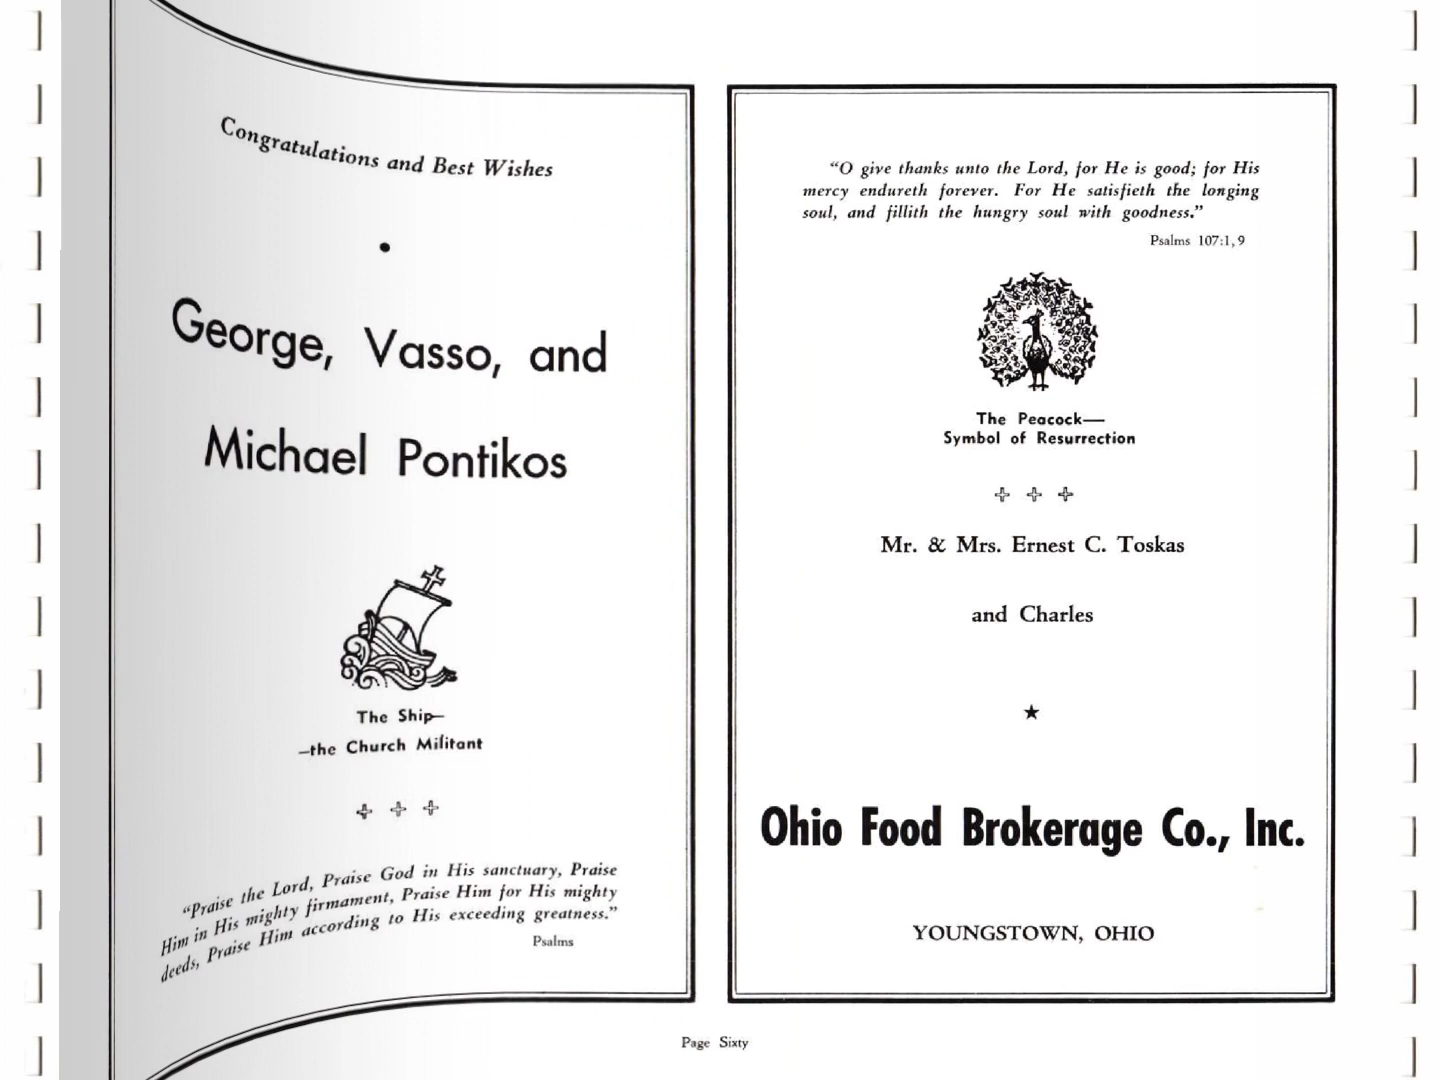 Congratulations and Best Wishes
George, Vasso, and
Michael Pontikos
The Ship—
—the Church Militant
“Praise the Lord, Praise God in His sanctuary, Praise
Him in His mighty firmament, Praise Him for His mighty
deeds, Praise Him according to His exceeding greatness.”
Psalms
“O give thanks unto the Lord, for He is good; for His
mercy endureth forever. For He satisfieth the longing
soul, and fillith the hungry soul with goodness.”
Psalms 107:1, 9
The Peacock—
Symbol of Resurrection
Mr. & Mrs. Ernest C. Toskas
and Charles
Ohio Food Brokerage Co., Inc.
YOUNGSTOWN, OHIO
Page Sixty